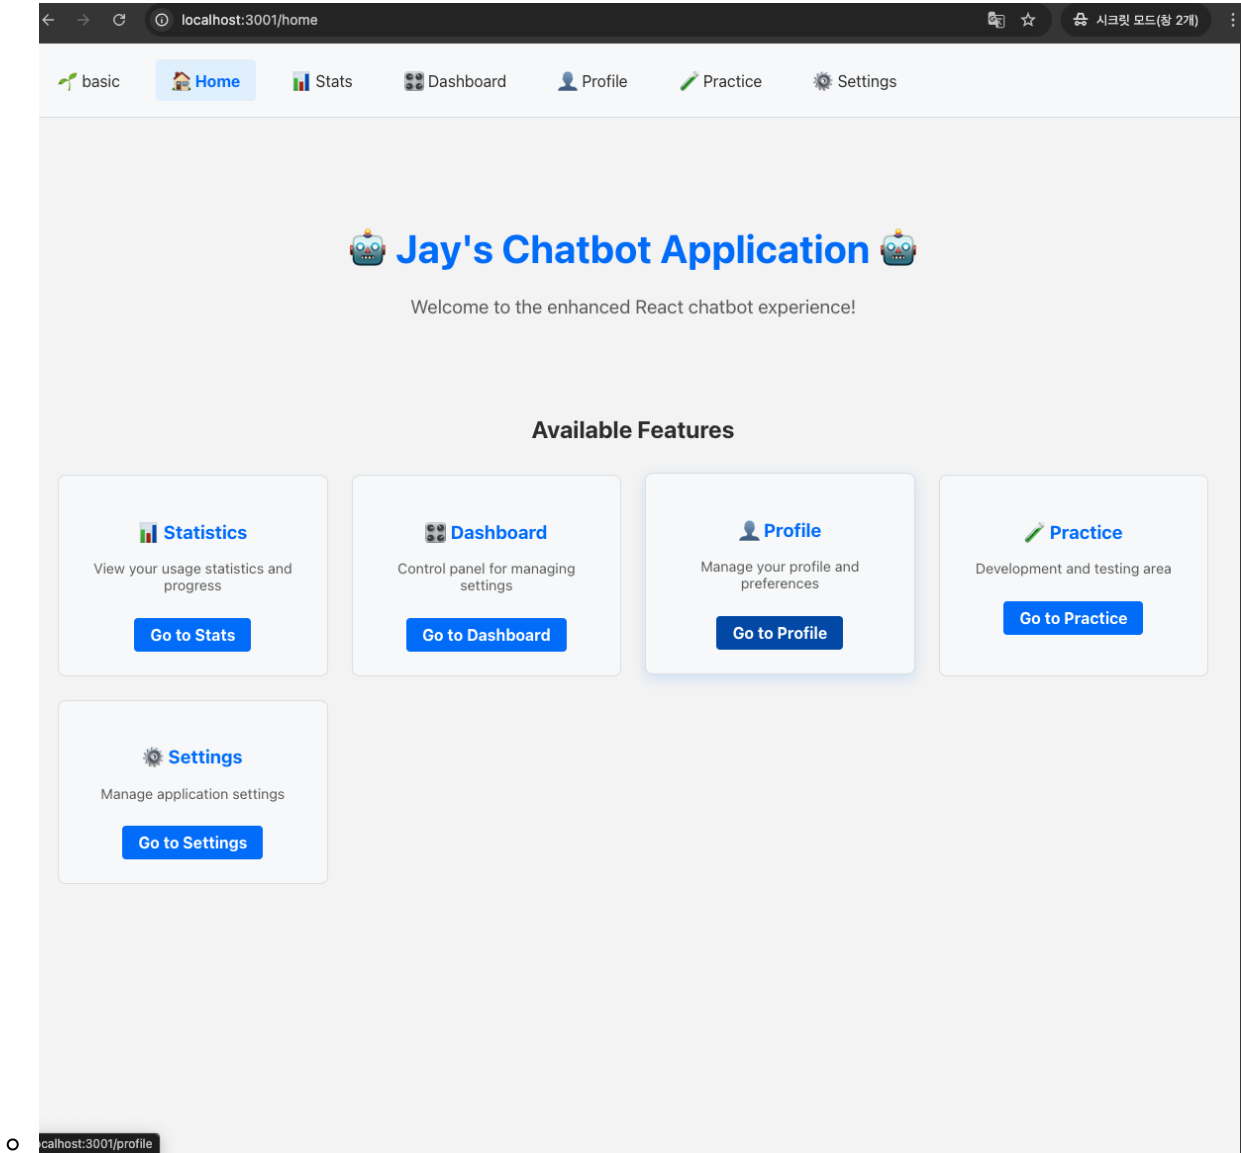 localhost:3001/home
시크릿 모드(창 2개)
basic
Home
Stats
Dashboard
Profile
Practice
Settings
Jay's Chatbot Application
Welcome to the enhanced React chatbot experience!
Available Features
Statistics
View your usage statistics and
progress
Go to Stats
Dashboard
Control panel for managing
settings
Go to Dashboard
Profile
Manage your profile and
preferences
Go to Profile
Practice
Development and testing area
Go to Practice
Settings
Manage application settings
Go to Settings
ocalhost:3001/profile